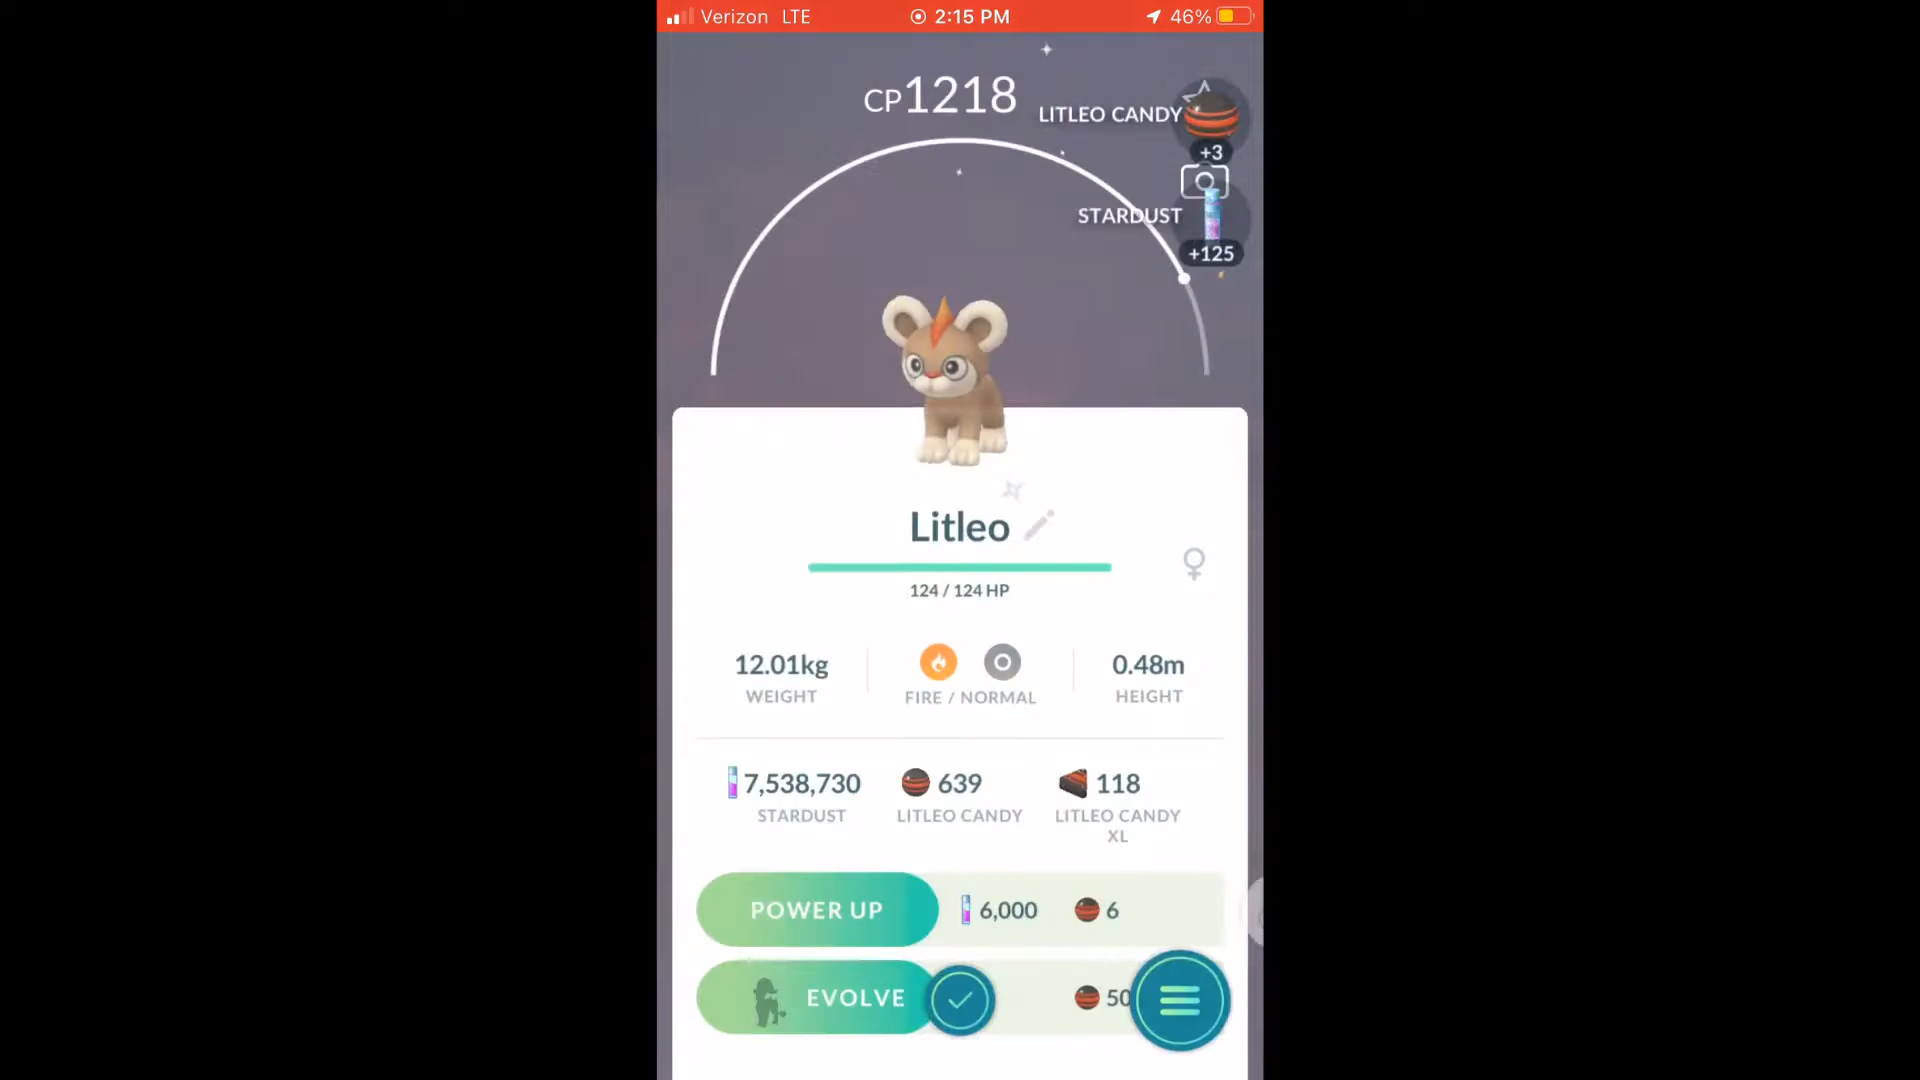 Verizon LTE 2:15 PM 46%
CP1218
LITLEO CANDY
+3
STARDUST
+125
Litleo
124 / 124 HP
12.01kg
WEIGHT
FIRE / NORMAL
0.48m
HEIGHT
7,538,730
STARDUST
639
LITLEO CANDY
118
LITLEO CANDY
XL
POWER UP 6,000 6
EVOLVE 50